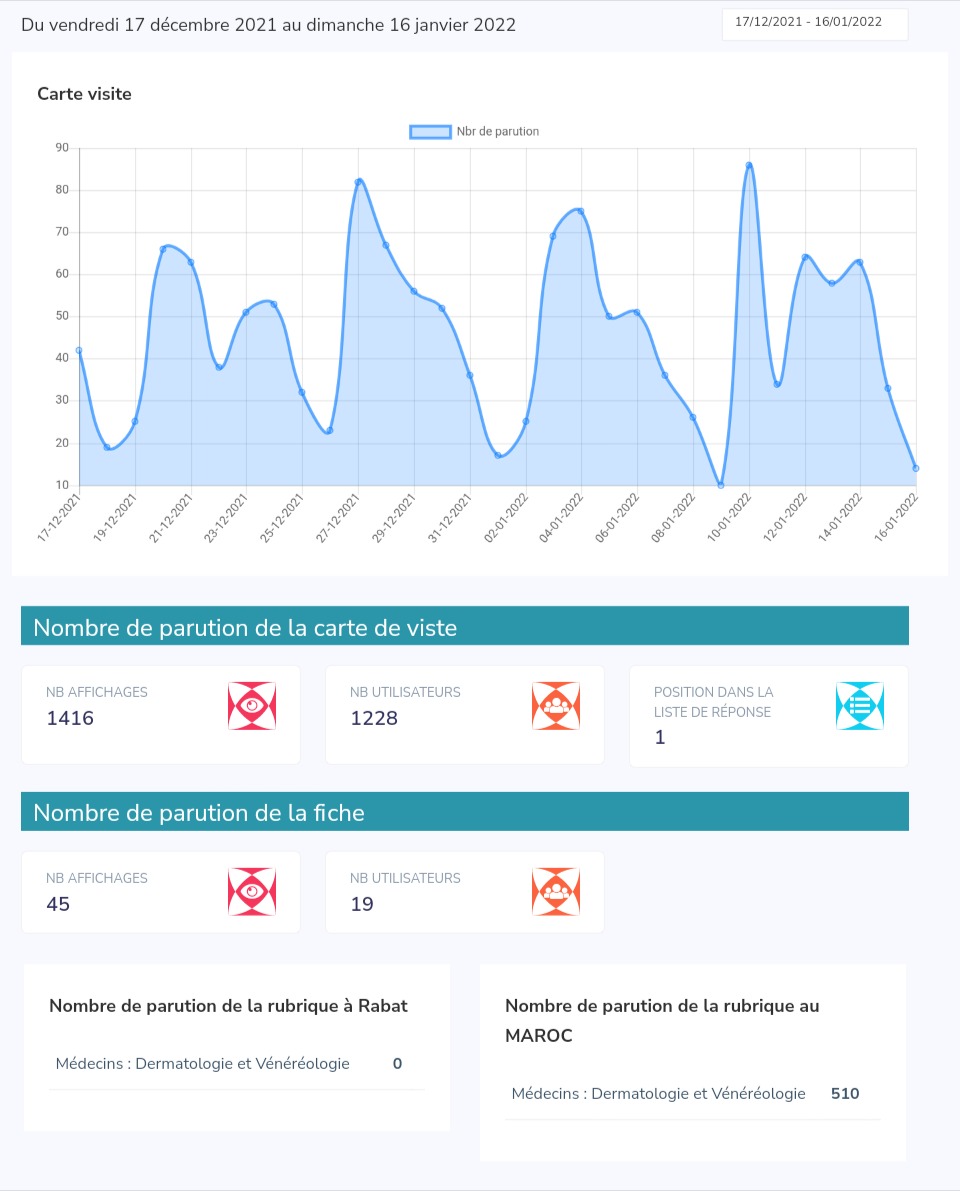 Du vendredi 17 décembre 2021 au dimanche 16 janvier 2022
17/12/2021 - 16/01/2022
Carte visite
Nbr de parution
90
80
70
60
50
40
30
20
10
17-12-2021
19-12-2021
21-12-2021
23-12-2021
25-12-2021
27-12-2021
29-12-2021
31-12-2021
02-01-2022
04-01-2022
06-01-2022
08-01-2022
10-01-2022
12-01-2022
14-01-2022
16-01-2022
Nombre de parution de la carte de viste
NB AFFICHAGES
1416
NB UTILISATEURS
1228
POSITION DANS LA
LISTE DE RÉPONSE
1
Nombre de parution de la fiche
NB AFFICHAGES
45
NB UTILISATEURS
19
Nombre de parution de la rubrique à Rabat
Médecins : Dermatologie et Vénéréologie 0
Nombre de parution de la rubrique au
MAROC
Médecins : Dermatologie et Vénéréologie 510